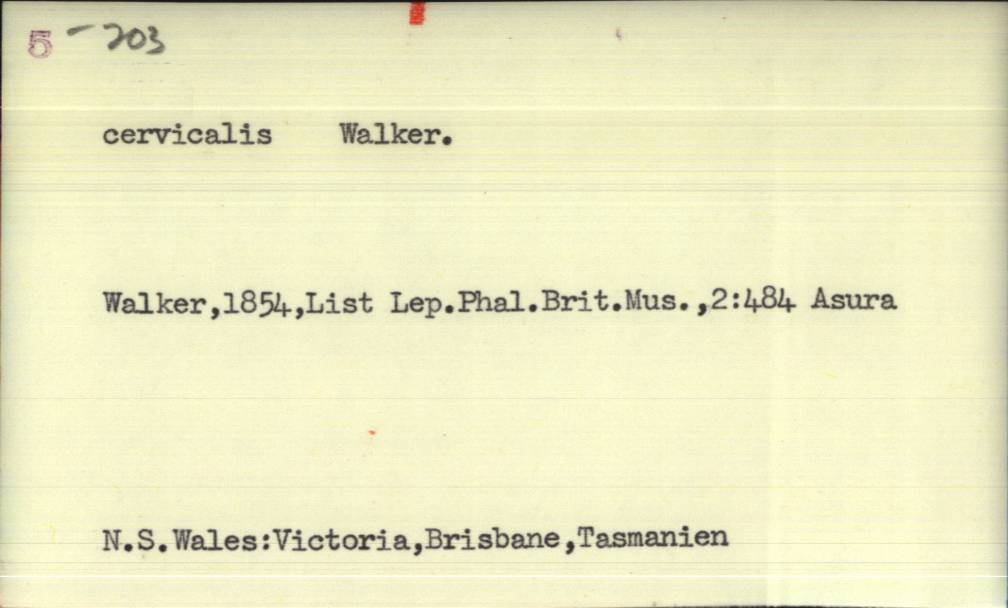 5 - 203
cervicalis Walker.
Walker,1854,List Lep.Phal.Brit.Mus.,2:484 Asura
N.S.Wales:Victoria,Brisbane,Tasmanien